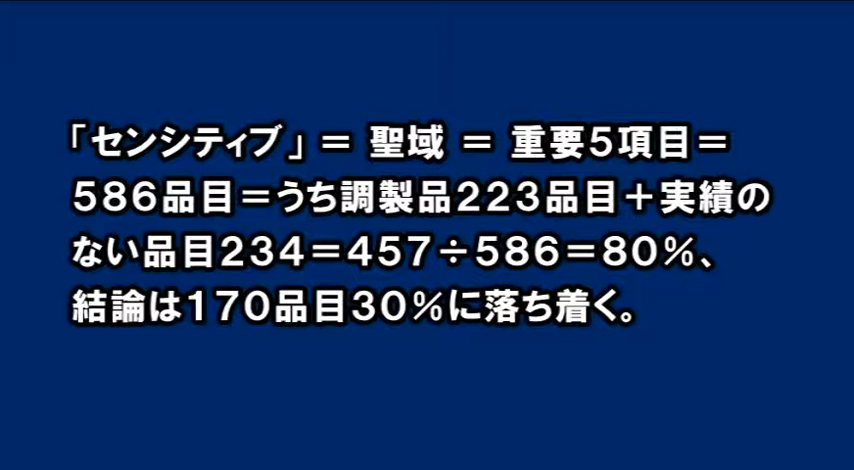 「センシティブ」＝ 聖域 ＝ 重要5項目＝
586品目＝うち調製品223品目＋実績の
ない品目234＝457÷586＝80％、
結論は170品目30％に落ち着く。